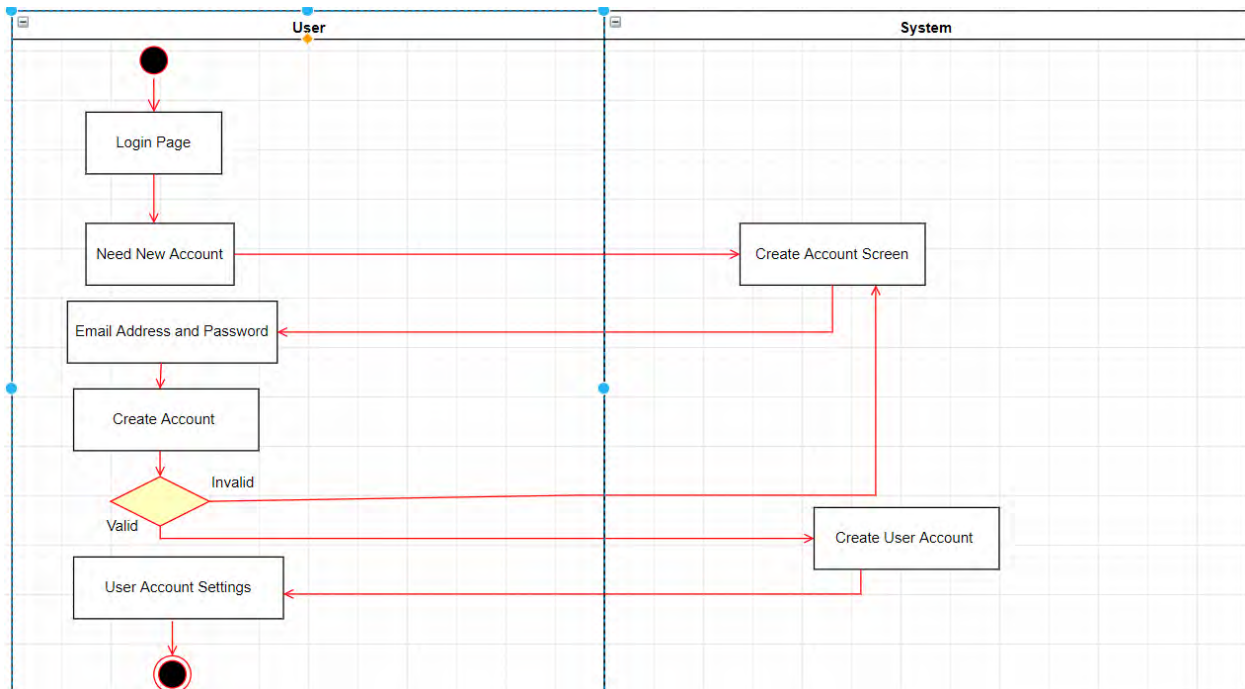 User
System
Login Page
Need New Account
Create Account Screen
Email Address and Password
Create Account
Invalid
Valid
Create User Account
User Account Settings